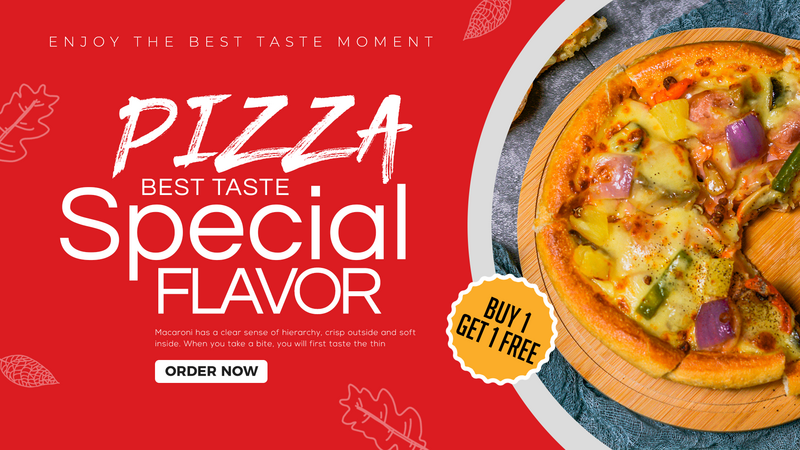 ENJOY THE BEST TASTE MOMENT
PIZZA
BEST TASTE
Special
FLAVOR
Macaroni has a clear sense of hierarchy, crisp outside and soft
inside. When you take a bite, you will first taste the thin
ORDER NOW
BUY 1
GET 1 FREE